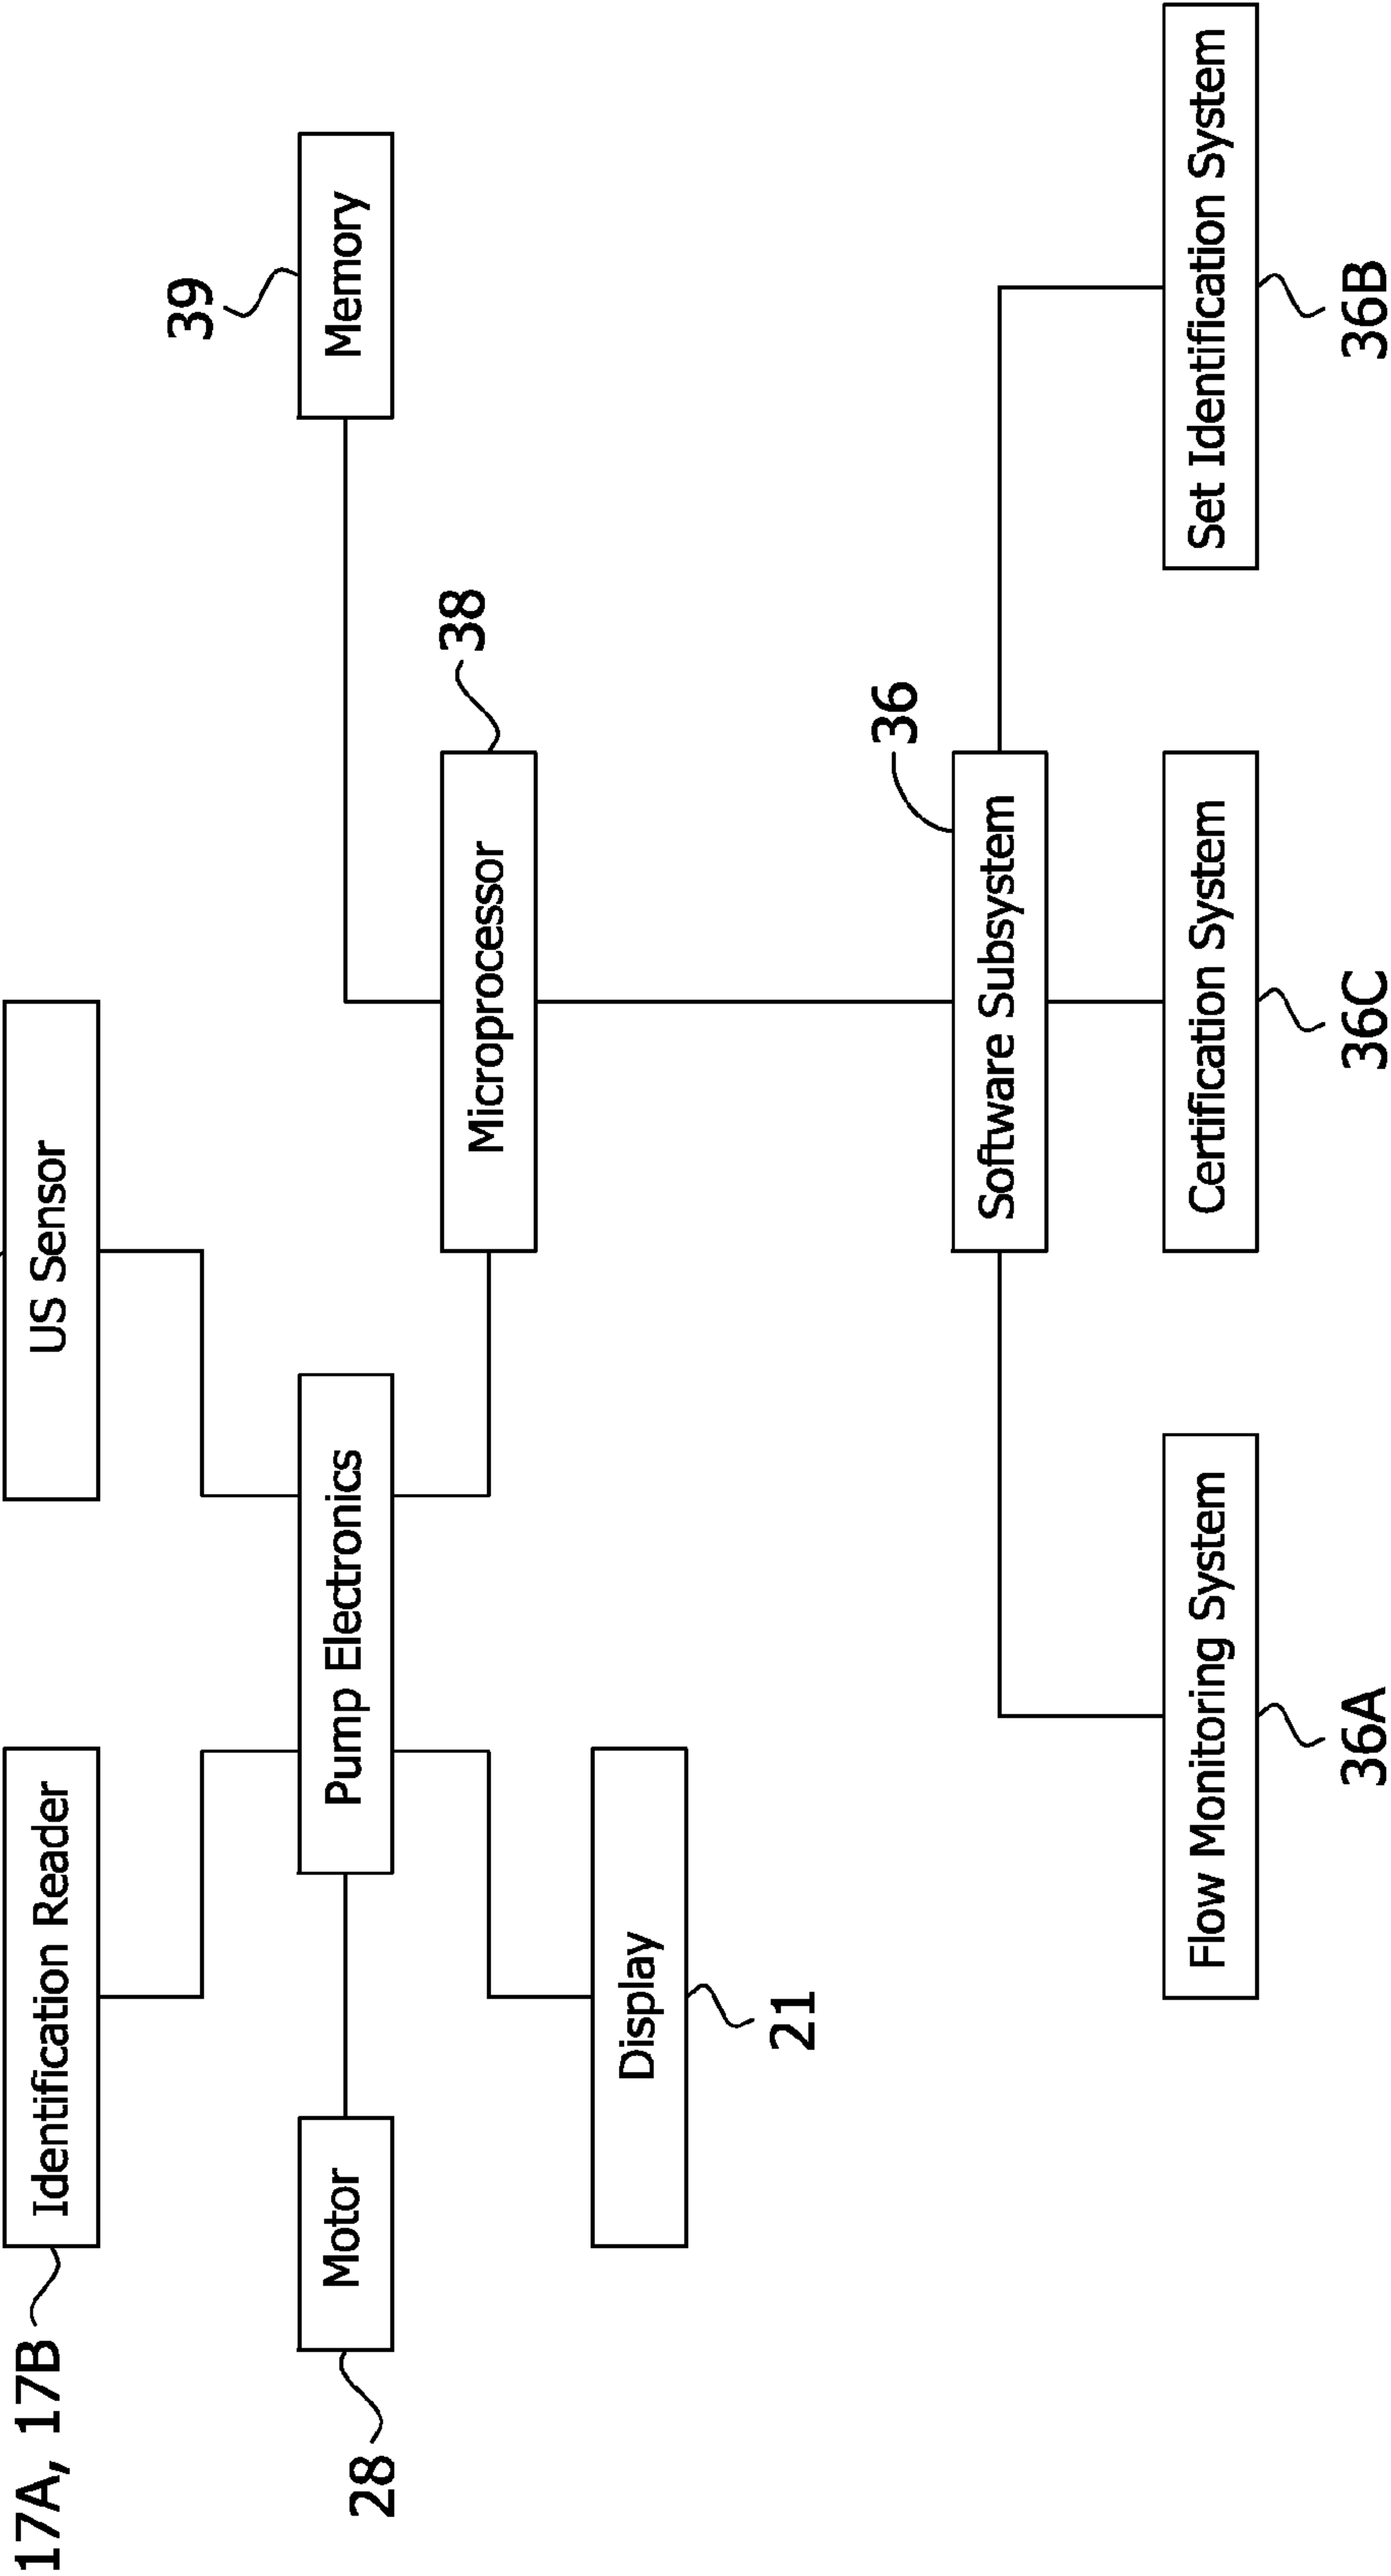 17A, 17B
Identification Reader
US Sensor
28
Motor
Pump Electronics
39
Memory
38
Microprocessor
21
Display
36
Software Subsystem
Flow Monitoring System
Certification System
Set Identification System
36A
36C
36B